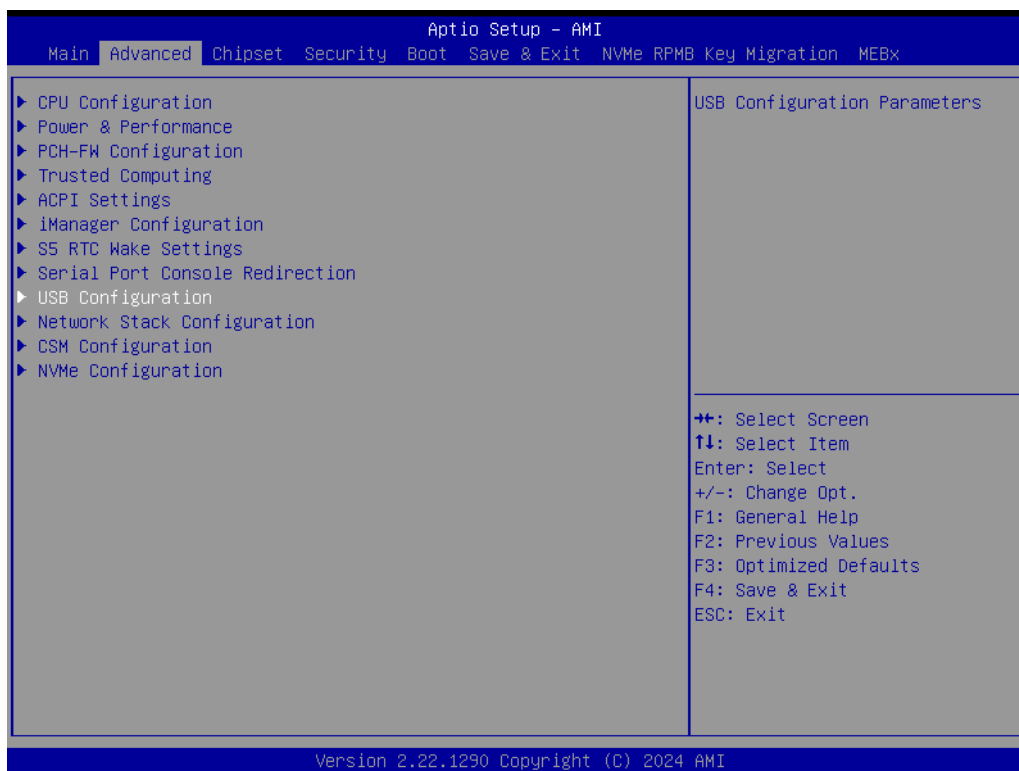 Aptio Setup - AMI
Main Advanced Chipset Security Boot Save & Exit NVMe RPMB Key Migration MEBx
▶ CPU Configuration
▶ Power & Performance
▶ PCH-FW Configuration
▶ Trusted Computing
▶ ACPI Settings
▶ iManager Configuration
▶ S5 RTC Wake Settings
▶ Serial Port Console Redirection
▶ USB Configuration
▶ Network Stack Configuration
▶ CSM Configuration
▶ NVMe Configuration
USB Configuration Parameters
→←: Select Screen
↑↓: Select Item
Enter: Select
+/-: Change Opt.
F1: General Help
F2: Previous Values
F3: Optimized Defaults
F4: Save & Exit
ESC: Exit
Version 2.22.1290 Copyright (C) 2024 AMI